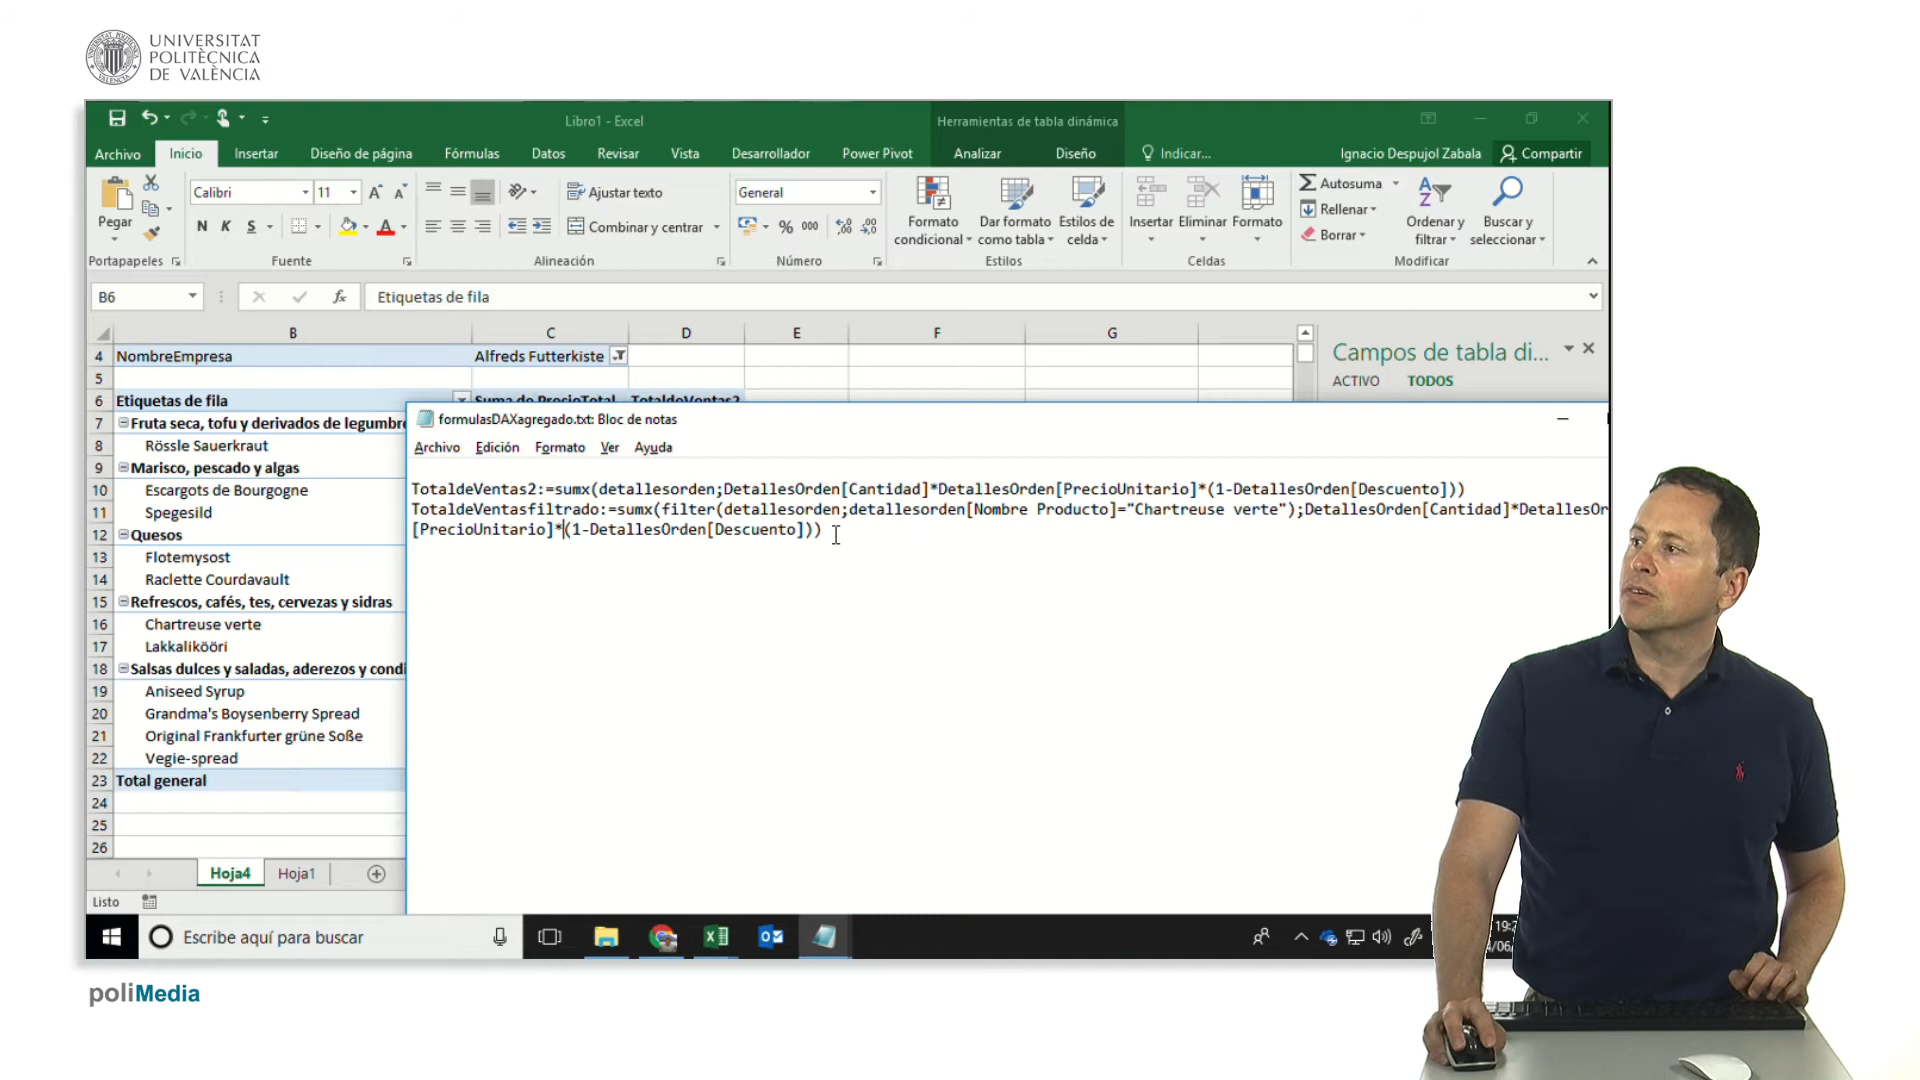 UNIVERSITAT
POLITÈCNICA
DE VALÈNCIA
Libro1 - Excel
Herramientas de tabla dinámica
Archivo Inicio Insertar Diseño de página Fórmulas Datos Revisar Vista Desarrollador Power Pivot Analizar Diseño Indicar... Ignacio Despujol Zabala Compartir
Pegar
Calibri 11
Ajustar texto
General
N K S
Combinar y centrar
% 000
Formato condicional
Dar formato como tabla
Estilos de celda
Insertar Eliminar Formato
Autosuma
Rellenar
Borrar
Ordenar y filtrar
Buscar y seleccionar
Portapapeles Fuente Alineación Número Estilos Celdas Modificar
B6 fx Etiquetas de fila
B C D E F G
4 NombreEmpresa Alfreds Futterkiste
5
6 Etiquetas de fila Suma de PrecioTotal TotaldeVentas2
7 Fruta seca, tofu y derivados de legumbre
8 Rössle Sauerkraut
9 Marisco, pescado y algas
10 Escargots de Bourgogne
11 Spegesild
12 Quesos
13 Flotemysost
14 Raclette Courdavault
15 Refrescos, cafés, tes, cervezas y sidras
16 Chartreuse verte
17 Lakkalikööri
18 Salsas dulces y saladas, aderezos y condi
19 Aniseed Syrup
20 Grandma's Boysenberry Spread
21 Original Frankfurter grüne Soße
22 Vegie-spread
23 Total general
24
25
26
Campos de tabla di...
ACTIVO TODOS
formulasDAXagregado.txt: Bloc de notas
Archivo Edición Formato Ver Ayuda
TotaldeVentas2:=sumx(detallesorden;DetallesOrden[Cantidad]*DetallesOrden[PrecioUnitario]*(1-DetallesOrden[Descuento]))
TotaldeVentasfiltrado:=sumx(filter(detallesorden;detallesorden[Nombre Producto]="Chartreuse verte");DetallesOrden[Cantidad]*DetallesOr
[PrecioUnitario]*(1-DetallesOrden[Descuento]))
Hoja4 Hoja1
Listo
Escribe aquí para buscar
poliMedia